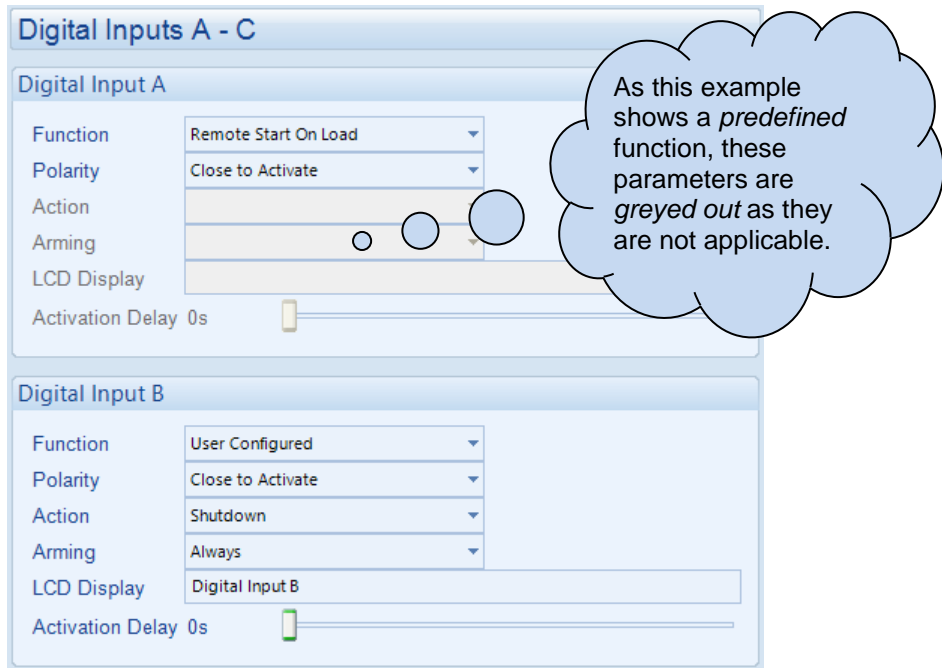 Digital Inputs A - C
Digital Input A
Function Remote Start On Load
Polarity Close to Activate
Action
Arming
LCD Display
Activation Delay 0s
As this example
shows a predefined
function, these
parameters are
greyed out as they
are not applicable.
Digital Input B
Function User Configured
Polarity Close to Activate
Action Shutdown
Arming Always
LCD Display Digital Input B
Activation Delay 0s